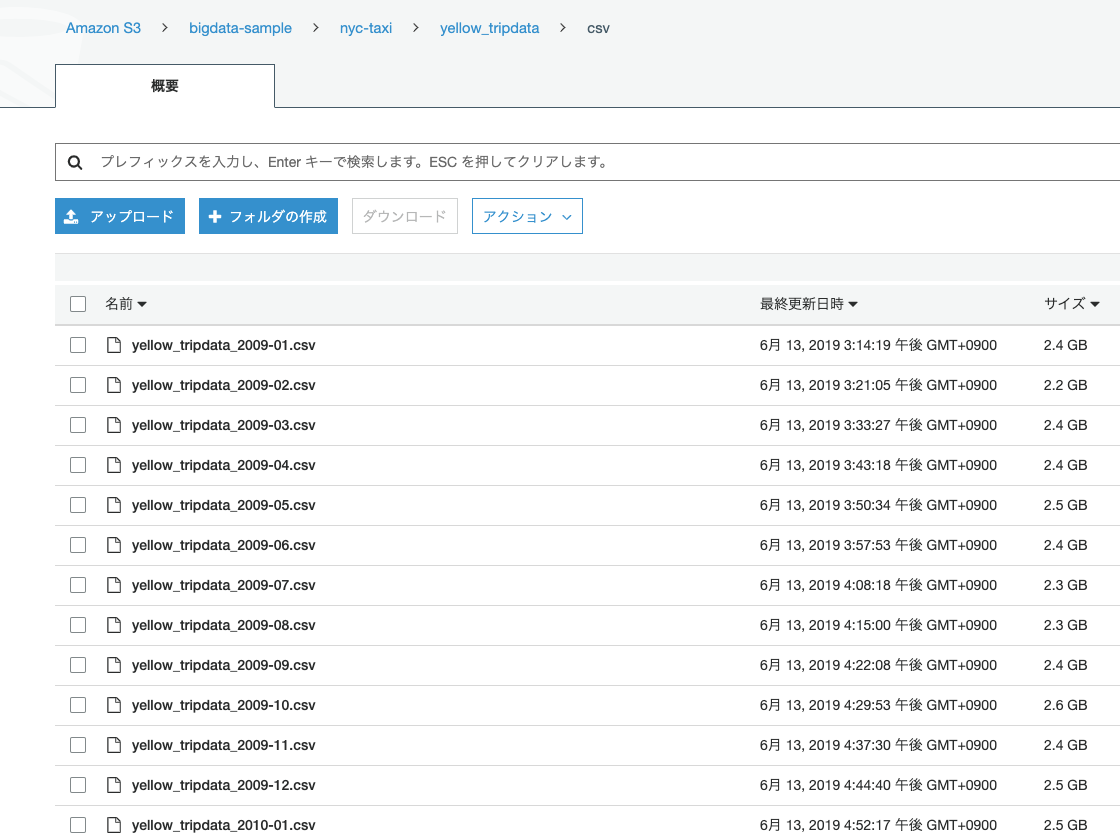 Amazon S3 > bigdata-sample > nyc-taxi > yellow_tripdata > csv
概要
プレフィックスを入力し、Enter キーで検索します。ESC を押してクリアします。
アップロード + フォルダの作成 ダウンロード アクション
名前 最終更新日時 サイズ
yellow_tripdata_2009-01.csv 6月 13, 2019 3:14:19 午後 GMT+0900 2.4 GB
yellow_tripdata_2009-02.csv 6月 13, 2019 3:21:05 午後 GMT+0900 2.2 GB
yellow_tripdata_2009-03.csv 6月 13, 2019 3:33:27 午後 GMT+0900 2.4 GB
yellow_tripdata_2009-04.csv 6月 13, 2019 3:43:18 午後 GMT+0900 2.4 GB
yellow_tripdata_2009-05.csv 6月 13, 2019 3:50:34 午後 GMT+0900 2.5 GB
yellow_tripdata_2009-06.csv 6月 13, 2019 3:57:53 午後 GMT+0900 2.4 GB
yellow_tripdata_2009-07.csv 6月 13, 2019 4:08:18 午後 GMT+0900 2.3 GB
yellow_tripdata_2009-08.csv 6月 13, 2019 4:15:00 午後 GMT+0900 2.3 GB
yellow_tripdata_2009-09.csv 6月 13, 2019 4:22:08 午後 GMT+0900 2.4 GB
yellow_tripdata_2009-10.csv 6月 13, 2019 4:29:53 午後 GMT+0900 2.6 GB
yellow_tripdata_2009-11.csv 6月 13, 2019 4:37:30 午後 GMT+0900 2.4 GB
yellow_tripdata_2009-12.csv 6月 13, 2019 4:44:40 午後 GMT+0900 2.5 GB
yellow_tripdata_2010-01.csv 6月 13, 2019 4:52:17 午後 GMT+0900 2.5 GB